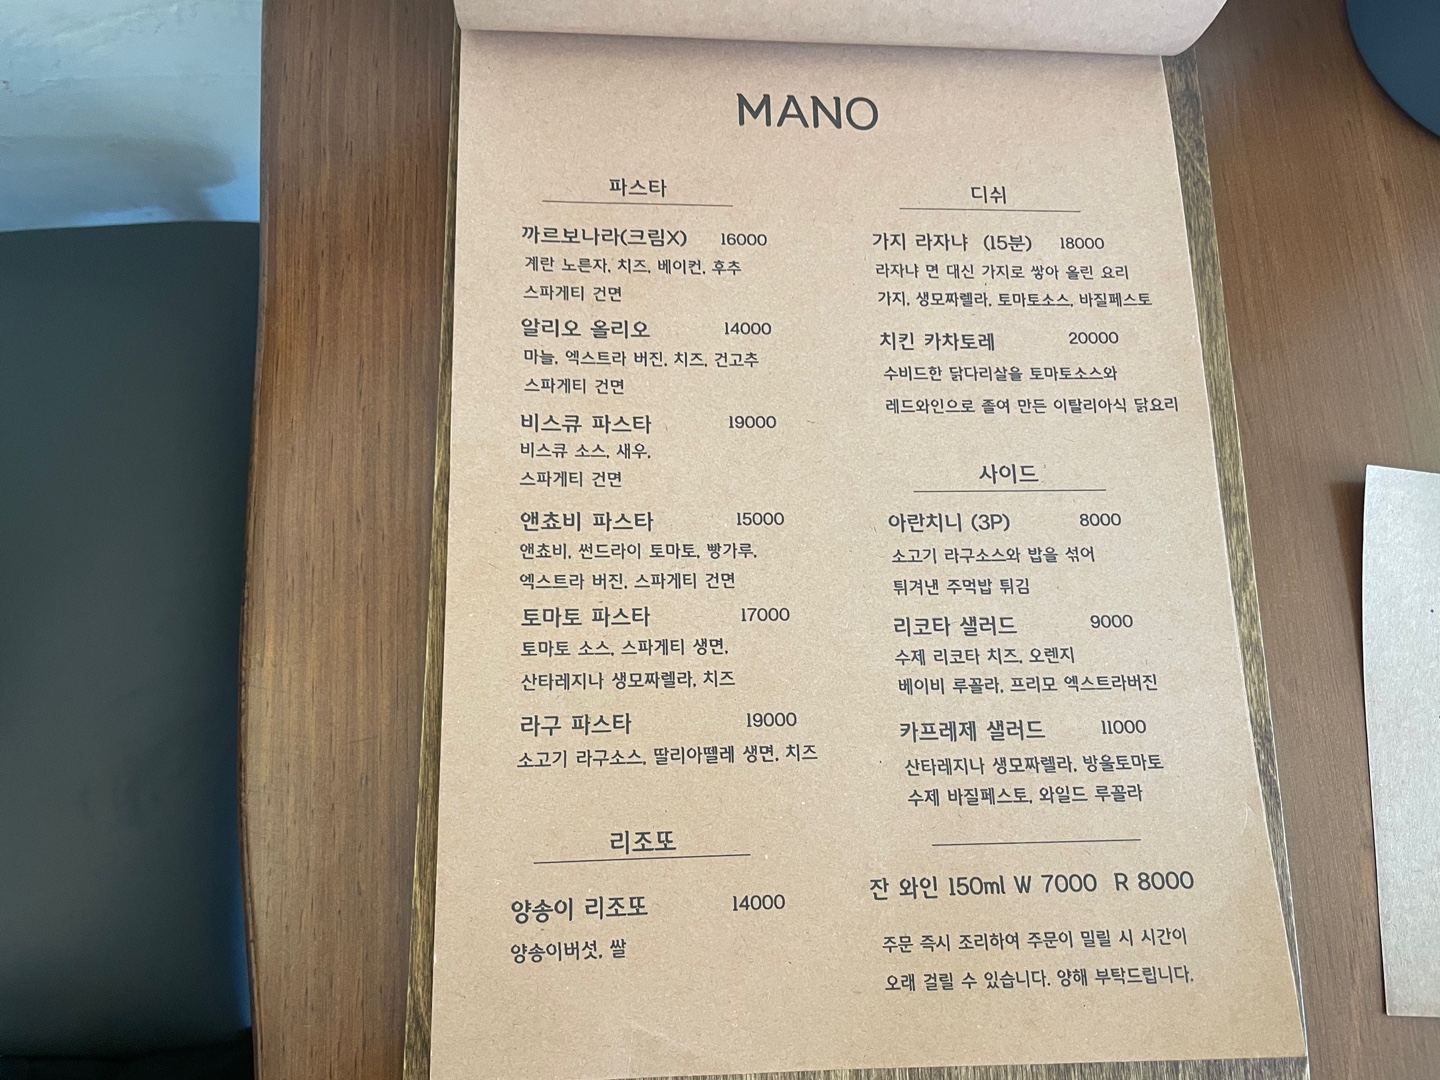 MANO
파스타
까르보나라(크림X) 16000
계란 노른자, 치즈, 베이컨, 후추
스파게티 건면
알리오 올리오 14000
마늘, 엑스트라 버진, 치즈, 건고추
스파게티 건면
비스큐 파스타 19000
비스큐 소스, 새우,
스파게티 건면
앤쵸비 파스타 15000
앤쵸비, 썬드라이 토마토, 빵가루,
엑스트라 버진, 스파게티 건면
토마토 파스타 17000
토마토 소스, 스파게티 생면,
산타레지나 생모짜렐라, 치즈
라구 파스타 19000
소고기 라구소스, 딸리아뗄레 생면, 치즈
리조또
양송이 리조또 14000
양송이버섯, 쌀
디쉬
가지 라자냐 (15분) 18000
라자냐 면 대신 가지로 쌓아 올린 요리
가지, 생모짜렐라, 토마토소스, 바질페스토
치킨 카차토레 20000
수비드한 닭다리살을 토마토소스와
레드와인으로 졸여 만든 이탈리아식 닭요리
사이드
아란치니 (3P) 8000
소고기 라구소스와 밥을 섞어
튀겨낸 주먹밥 튀김
리코타 샐러드 9000
수제 리코타 치즈, 오렌지
베이비 루꼴라, 프리모 엑스트라버진
카프레제 샐러드 11000
산타레지나 생모짜렐라, 방울토마토
수제 바질페스토, 와일드 루꼴라
잔 와인 150ml W 7000 R 8000
주문 즉시 조리하여 주문이 밀릴 시 시간이
오래 걸릴 수 있습니다. 양해 부탁드립니다.